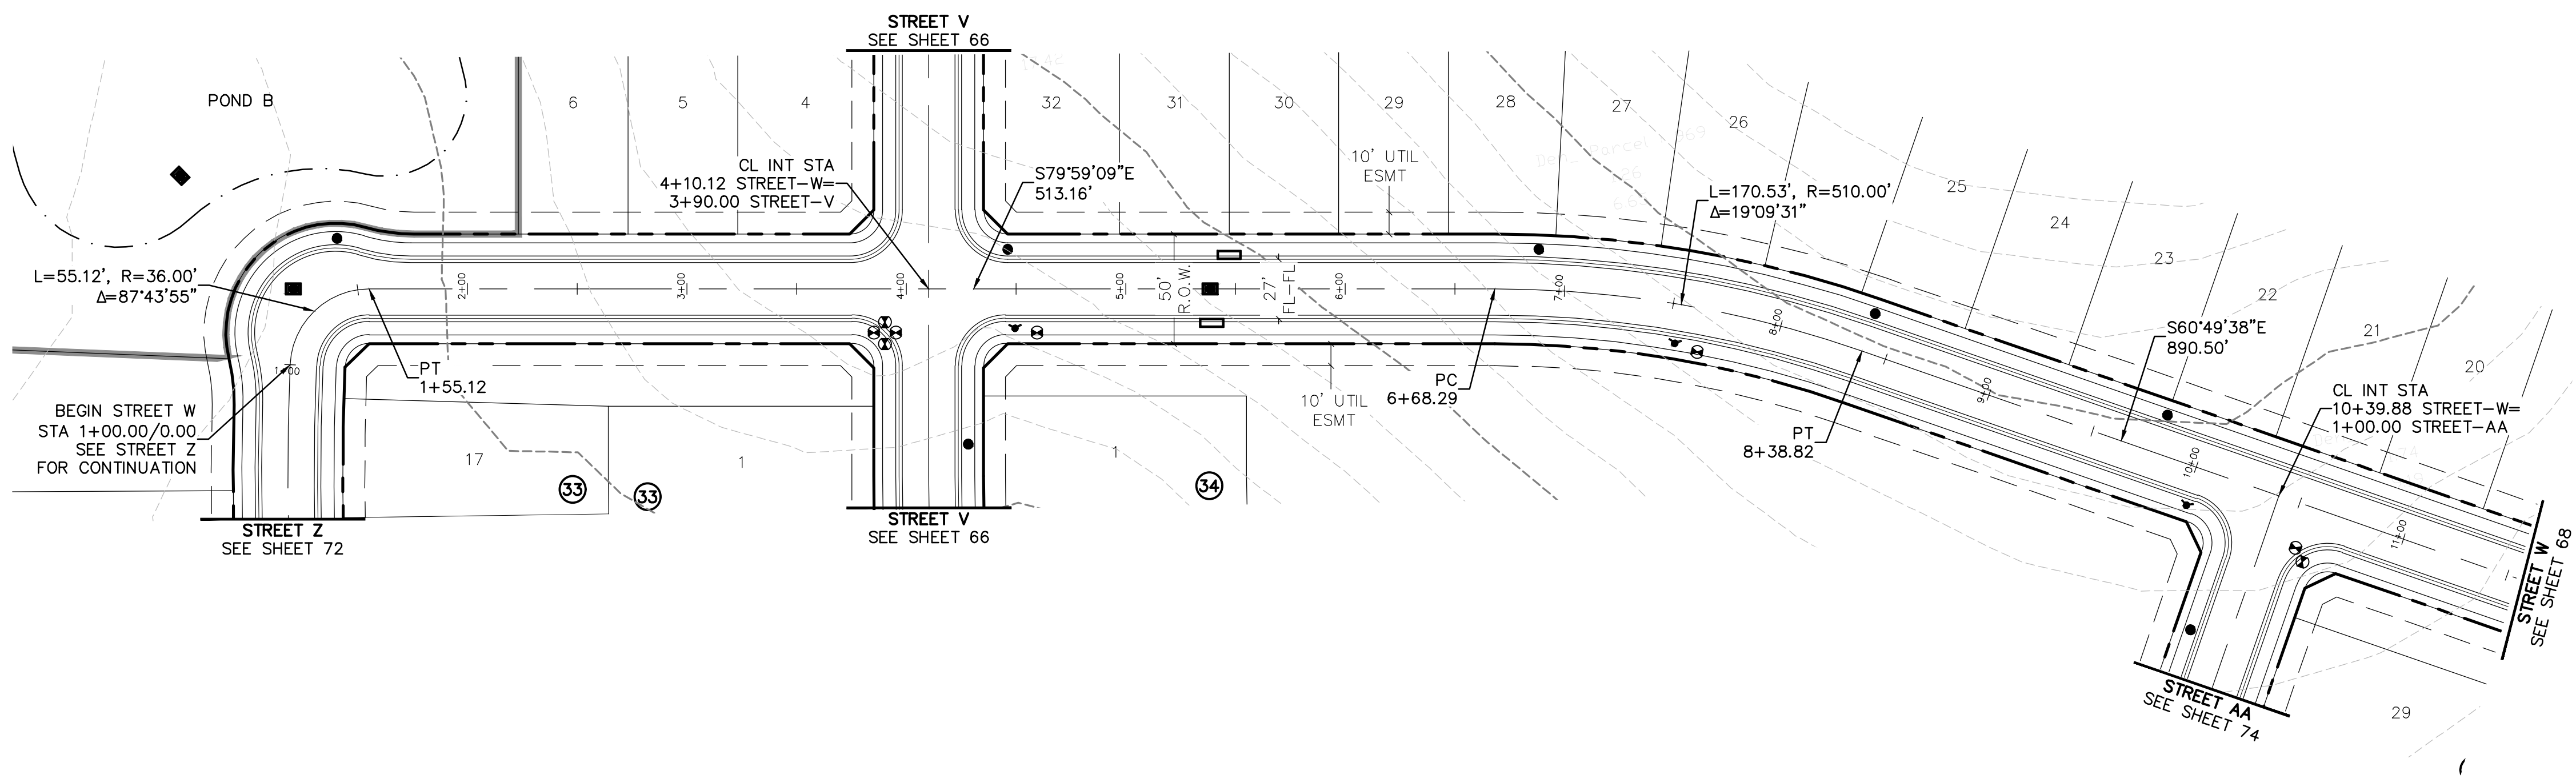 STREET V
SEE SHEET 66
POND B
6
5
4
32
31
30
29
28
27
26
25
24
23
22
21
20
10' UTIL
ESMT
CL INT STA
4+10.12 STREET-W=
3+90.00 STREET-V
S79°59'09"E
513.16'
L=170.53', R=510.00'
Δ=19°09'31"
L=55.12', R=36.00'
Δ=87°43'55"
1+00
2+00
3+00
4+00
5+00
50'
R.O.W.
27'
FL-FL
6+00
7+00
8+00
9+00
10+00
11+00
S60°49'38"E
890.50'
PT
1+55.12
PC
6+68.29
PT
8+38.82
CL INT STA
10+39.88 STREET-W=
1+00.00 STREET-AA
BEGIN STREET W
STA 1+00.00/0.00
SEE STREET Z
FOR CONTINUATION
10' UTIL
ESMT
17
33
33
1
1
34
STREET Z
SEE SHEET 72
STREET V
SEE SHEET 66
STREET W
SEE SHEET 68
STREET AA
SEE SHEET 74
29